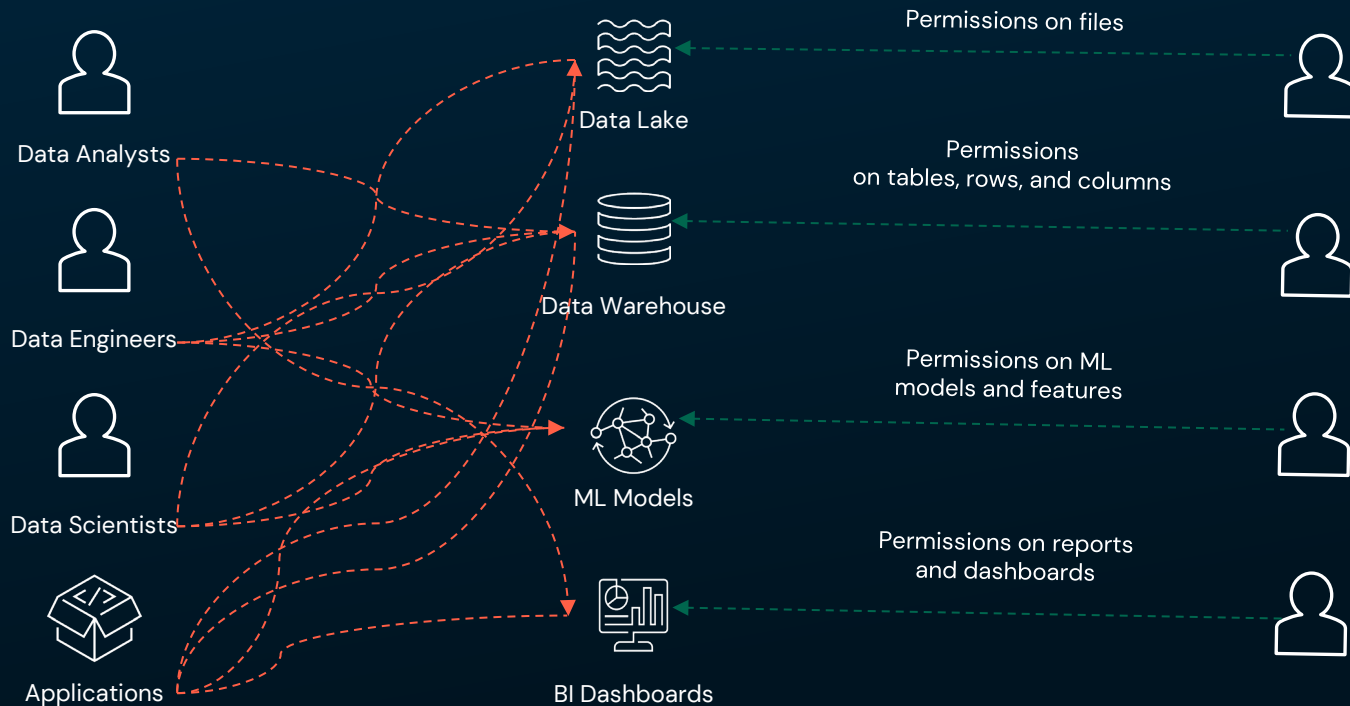 Permissions on files
Data Lake
Data Analysts
Permissions
on tables, rows, and columns
Data Warehouse
Data Engineers
Permissions on ML
models and features
ML Models
Data Scientists
Permissions on reports
and dashboards
</>
Applications
BI Dashboards